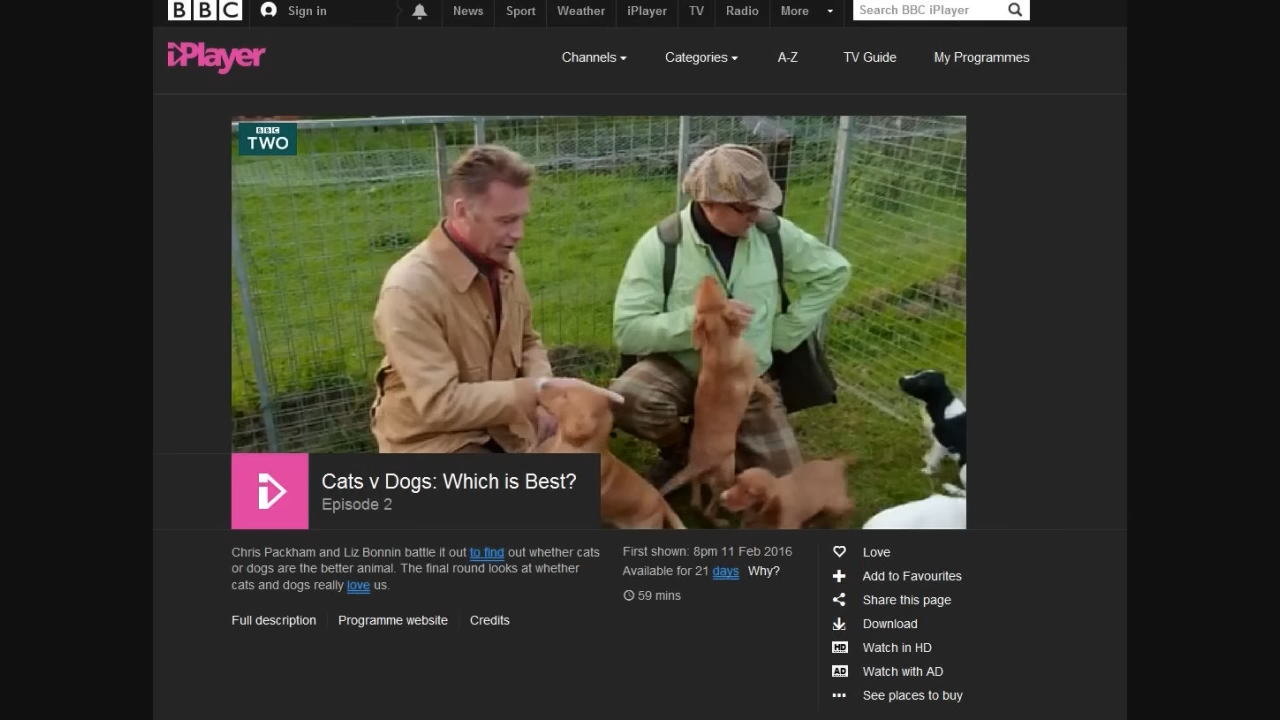 BBC Sign in News Sport Weather iPlayer TV Radio More Search BBC iPlayer
iPlayer Channels Categories A-Z TV Guide My Programmes
BBC
TWO
Cats v Dogs: Which is Best?
Episode 2
Chris Packham and Liz Bonnin battle it out to find out whether cats
or dogs are the better animal. The final round looks at whether
cats and dogs really love us.
Full description Programme website Credits
First shown: 8pm 11 Feb 2016
Available for 21 days Why?
59 mins
Love
Add to Favourites
Share this page
Download
HD Watch in HD
AD Watch with AD
See places to buy